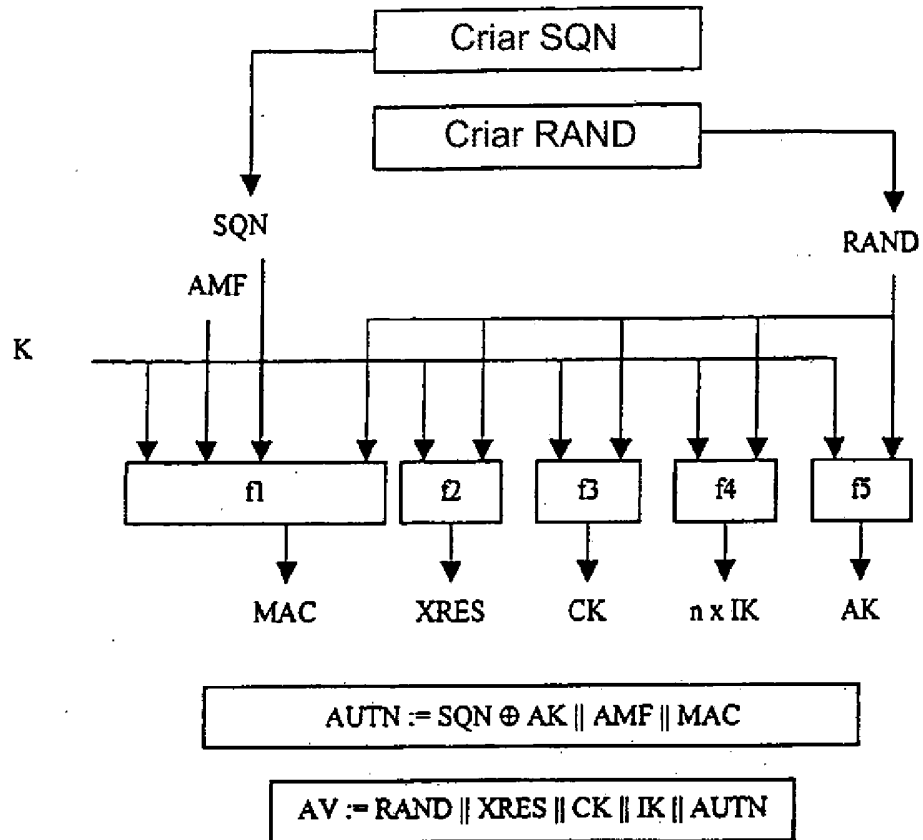 Criar SQN
Criar RAND
SQN
RAND
AMF
K
f1
f2
f3
f4
f5
MAC
XRES
CK
n x IK
AK
AUTN := SQN ⊕ AK || AMF || MAC
AV := RAND || XRES || CK || IK || AUTN